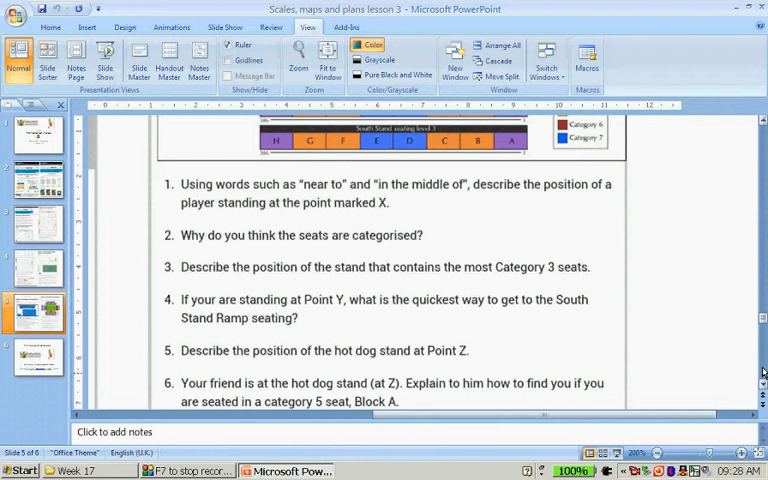 Scales, maps and plans lesson 3 - Microsoft PowerPoint
Home Insert Design Animations Slide Show Review View Add-Ins
Normal Slide Sorter Notes Page Slide Show Slide Master Handout Master Notes Master
Presentation Views
Ruler
Gridlines
Message Bar
Show/Hide
Zoom Fit to Window
Zoom
Color
Grayscale
Pure Black and White
Color/Grayscale
New Window
Arrange All
Cascade
Move Split
Switch Windows
Window
Macros
Macros
Category 6
South Stand seating level 3
H G F E D C B A
Category 7
1. Using words such as “near to” and “in the middle of”, describe the position of a
player standing at the point marked X.
2. Why do you think the seats are categorised?
3. Describe the position of the stand that contains the most Category 3 seats.
4. If your are standing at Point Y, what is the quickest way to get to the South
Stand Ramp seating?
5. Describe the position of the hot dog stand at Point Z.
6. Your friend is at the hot dog stand (at Z). Explain to him how to find you if you
are seated in a category 5 seat, Block A.
Click to add notes
Slide 5 of 6 "Office Theme" English (U.K.) 200%
Start Week 17 F7 to stop recor... Microsoft Pow... 100% 09:28 AM